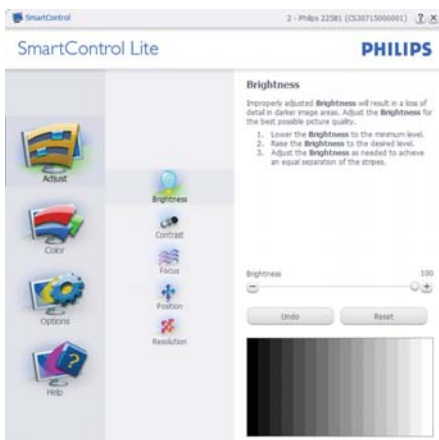 SmartControl
2 - Philips 225B1 (CS30715000001)
SmartControl Lite
PHILIPS
Adjust
Color
Options
Help
Brightness
Contrast
Focus
Position
Resolution
Brightness
Improperly adjusted Brightness will result in a loss of
detail in darker image areas. Adjust the Brightness for
the best possible picture quality.
1. Lower the Brightness to the minimum level.
2. Raise the Brightness to the desired level.
3. Adjust the Brightness as needed to achieve
an equal separation of the stripes.
Brightness 100
Undo Reset